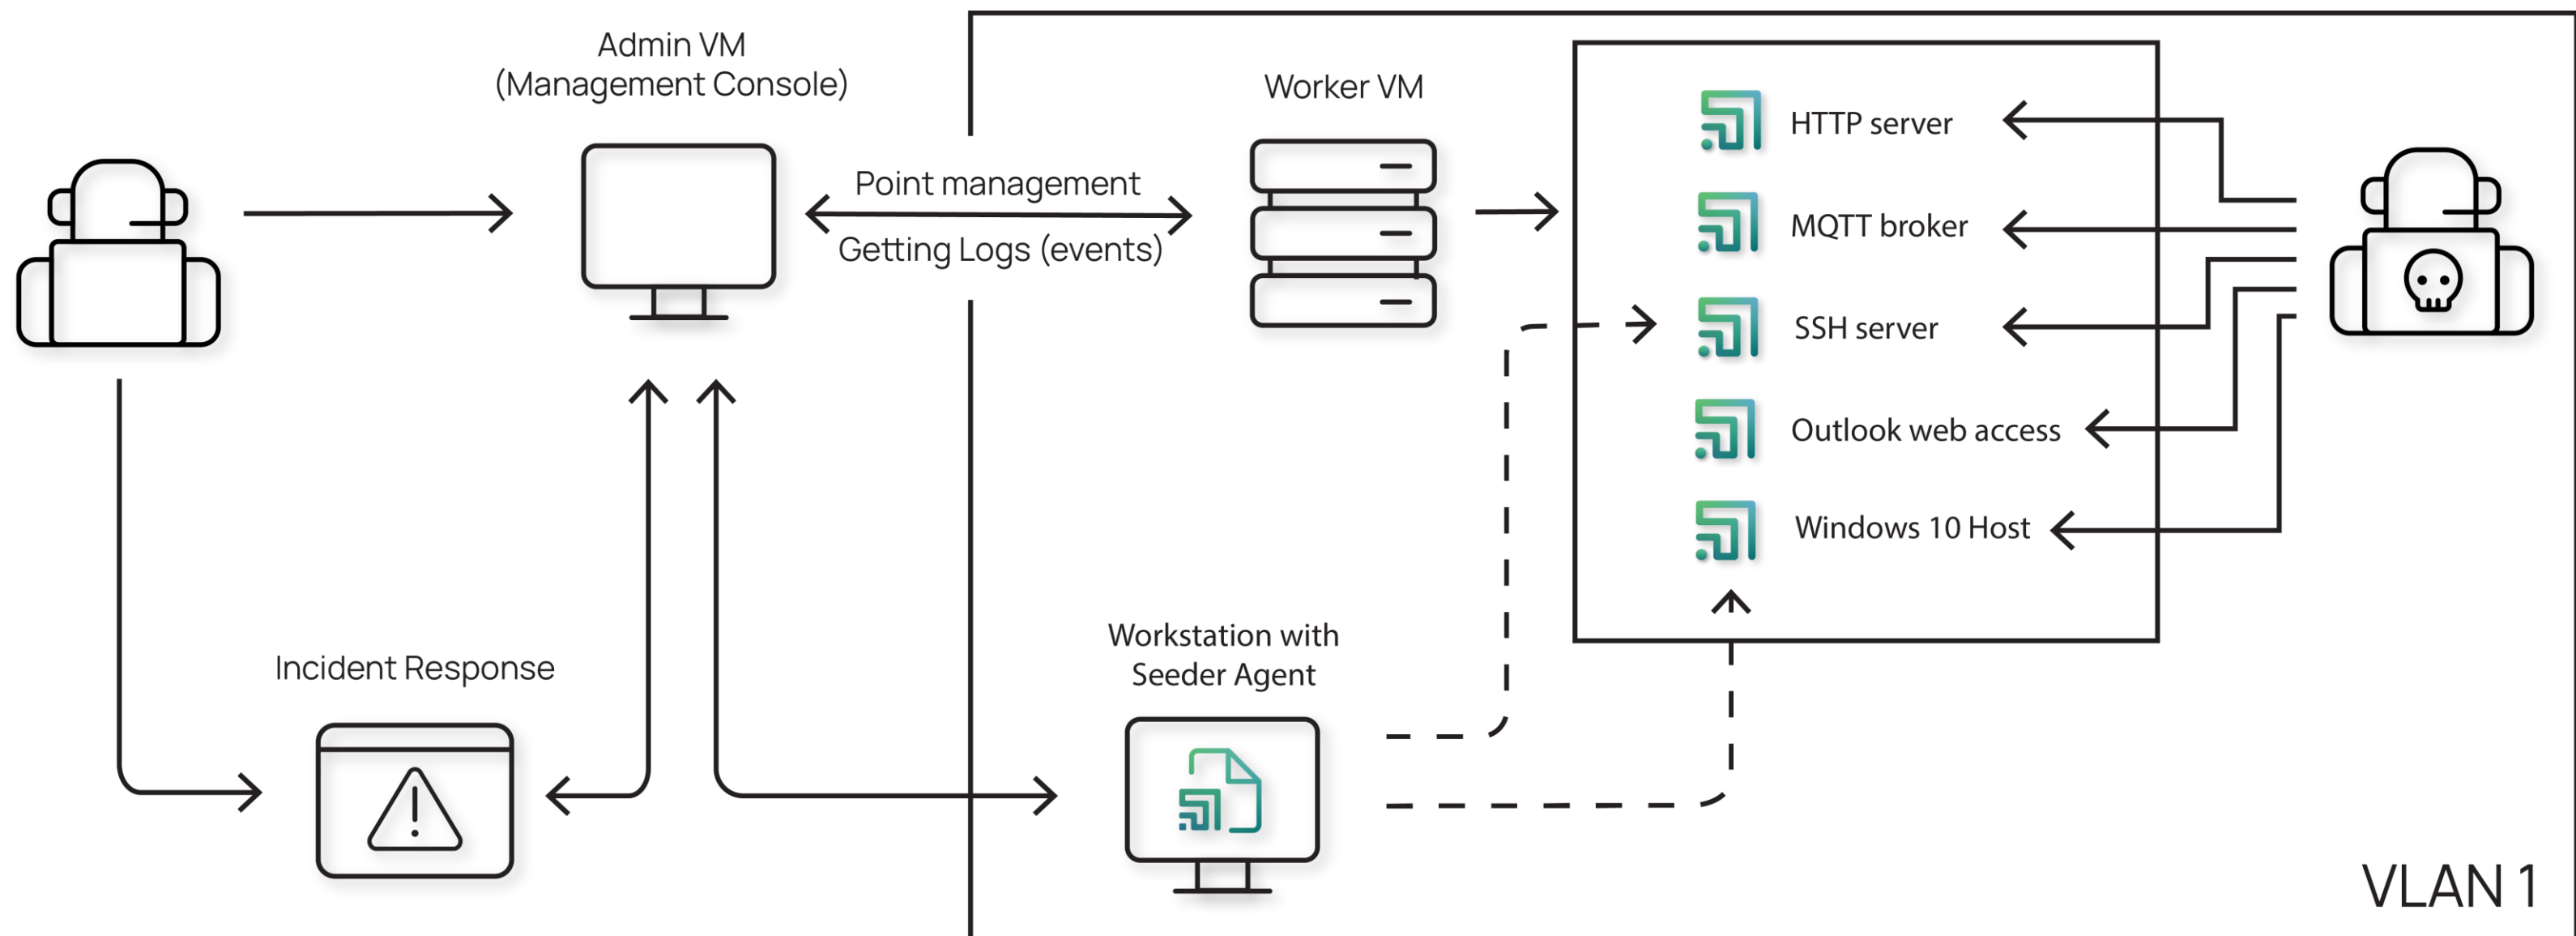 Admin VM
(Management Console)
Worker VM
Point management
Getting Logs (events)
HTTP server
MQTT broker
SSH server
Outlook web access
Windows 10 Host
Incident Response
Workstation with
Seeder Agent
VLAN 1